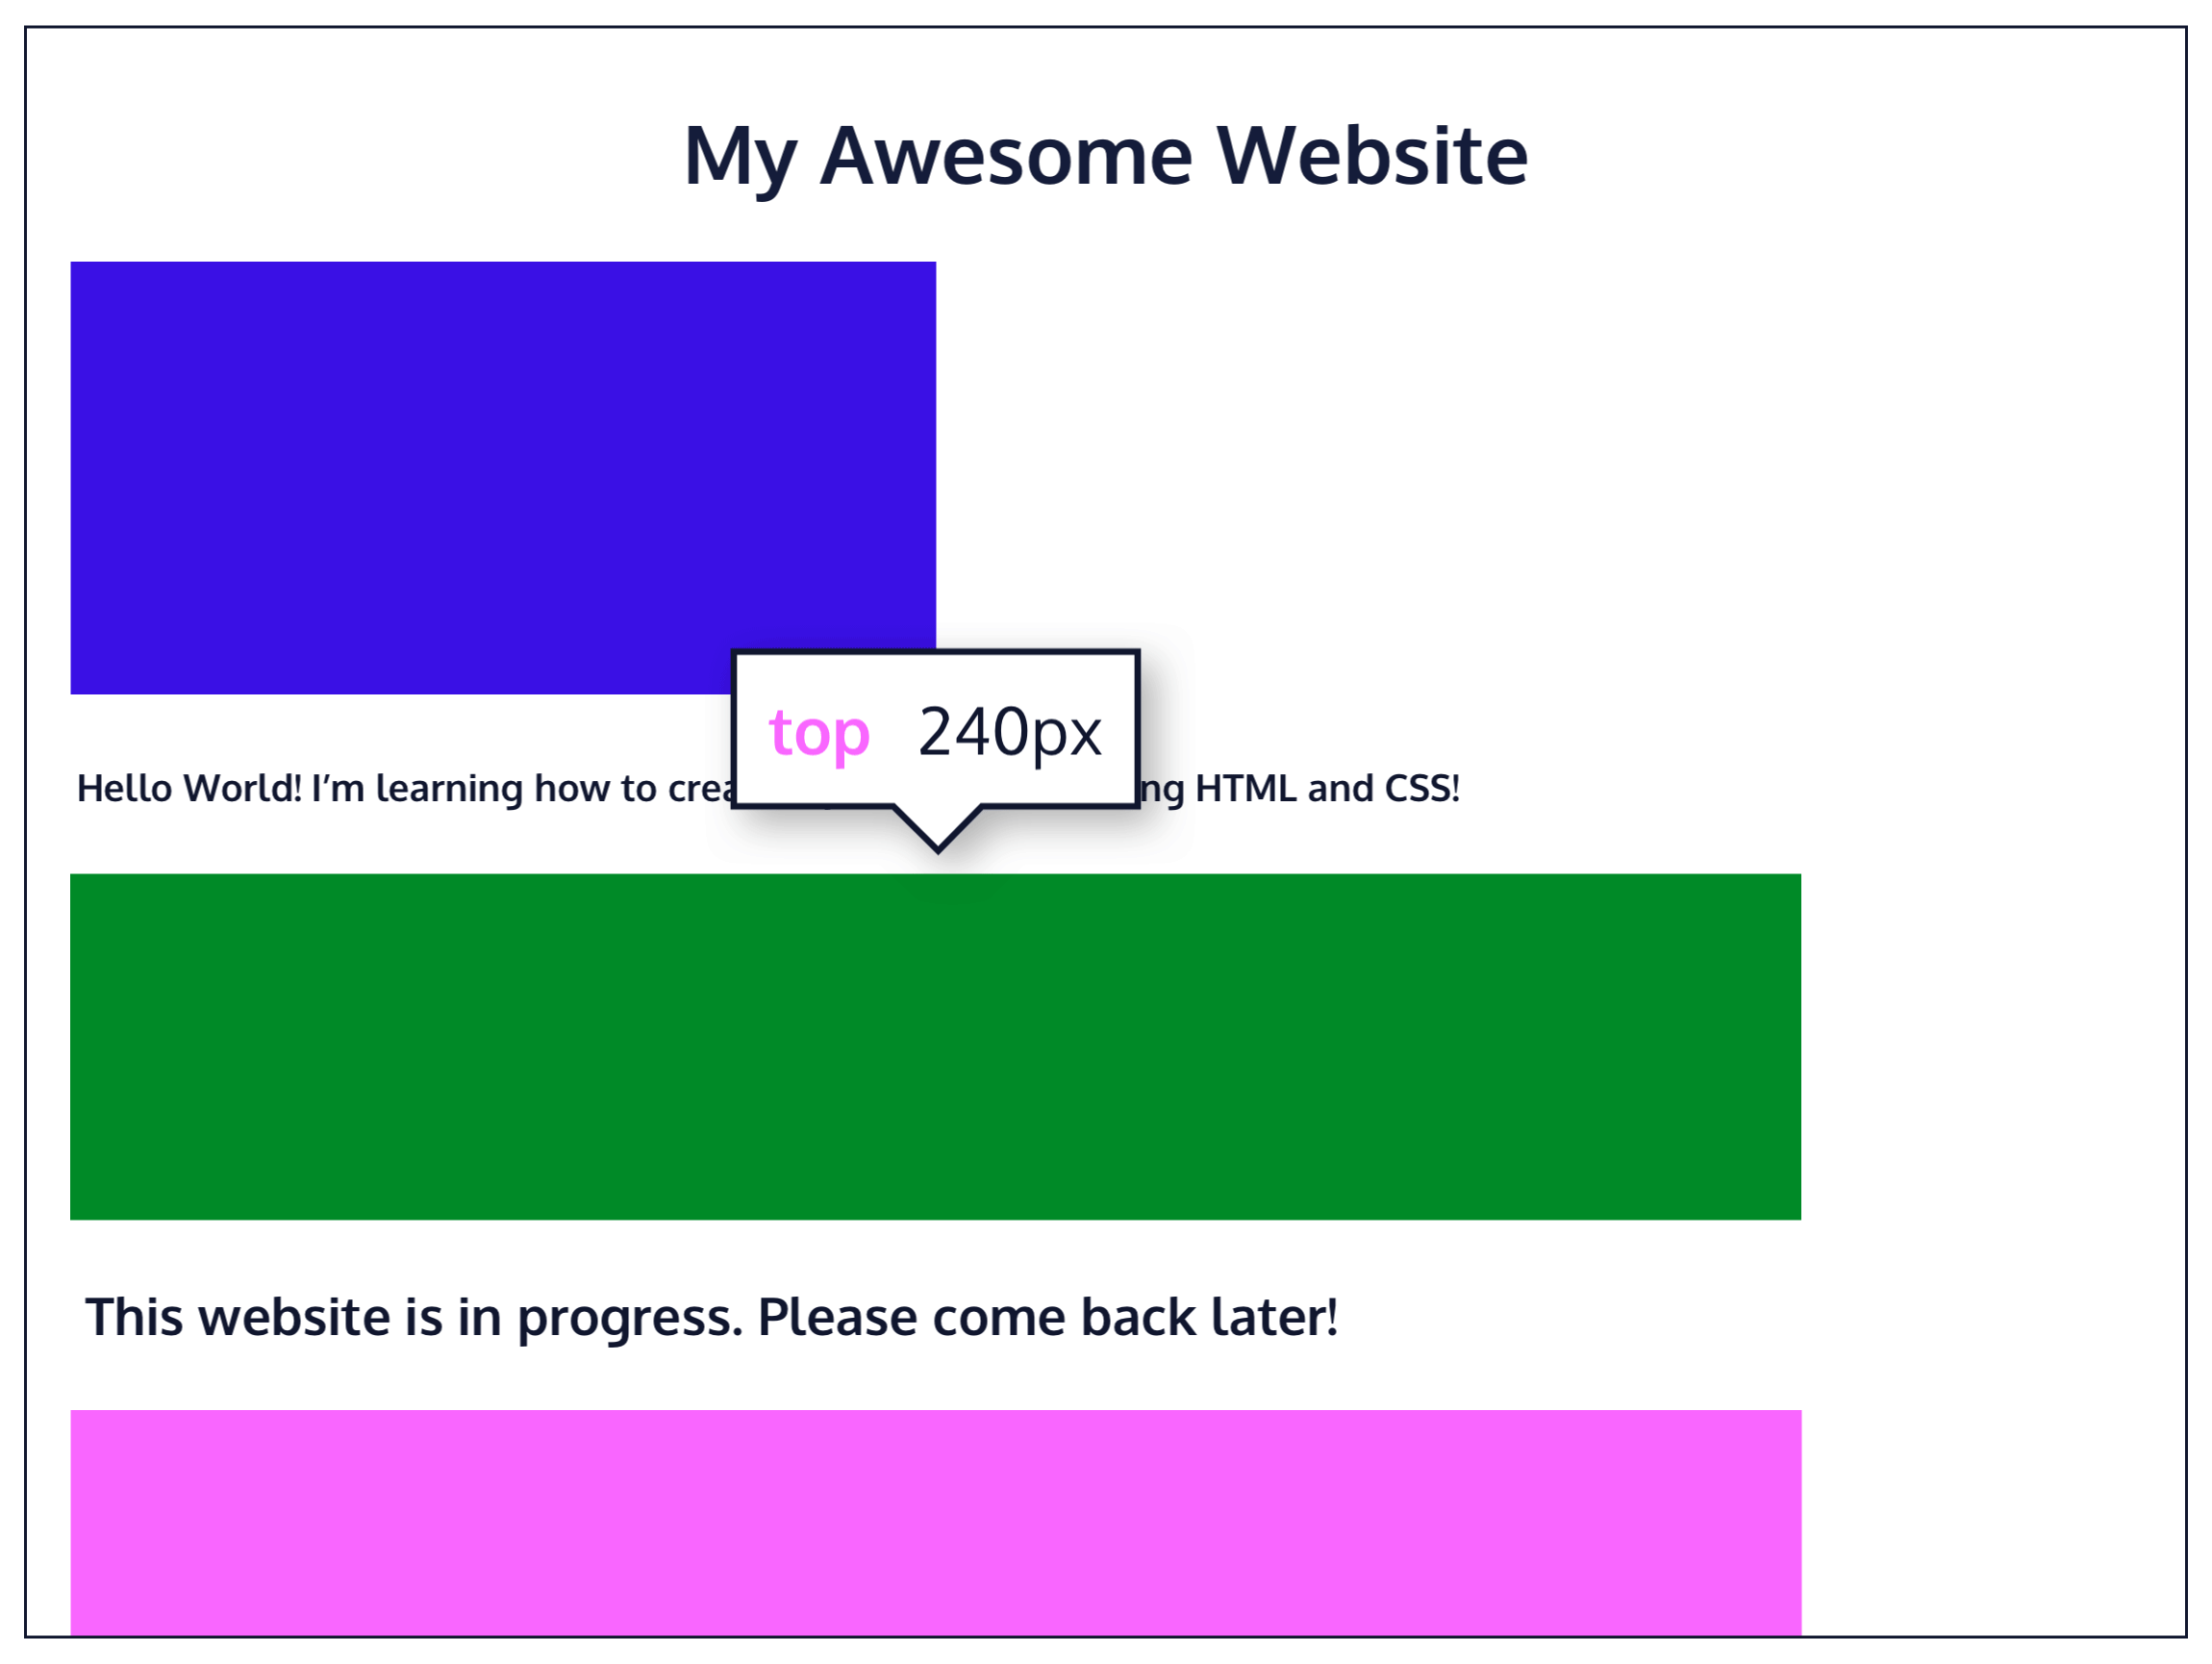 My Awesome Website
top 240px
Hello World! I’m learning how to crea ng HTML and CSS!
This website is in progress. Please come back later!